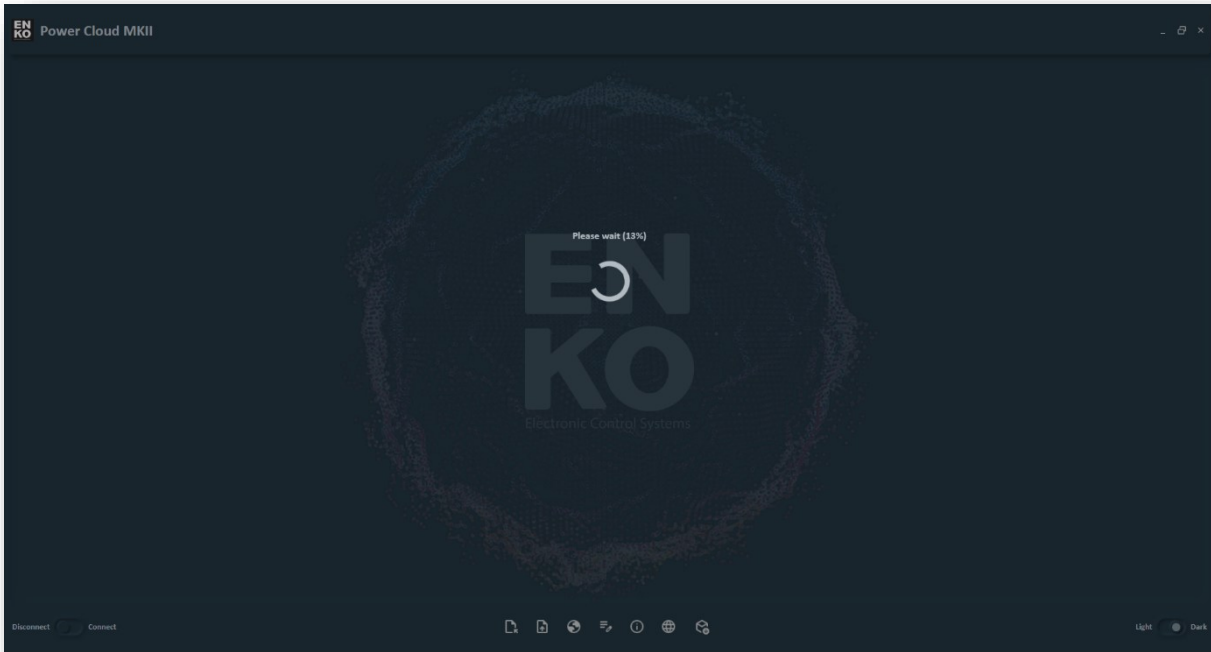 EN
KO
Power Cloud MKII
Please wait (13%)
EN
KO
Electronic Control Systems
Disconnect Connect
Light Dark